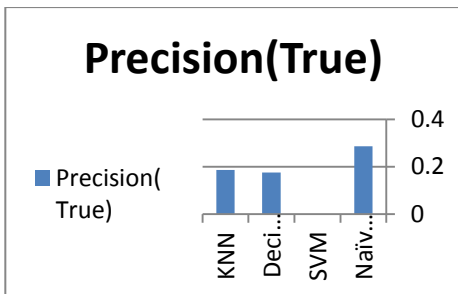 Precision(True)
0.4
0.2
0
Precision(
True)
KNN
Deci...
SVM
Naïv...